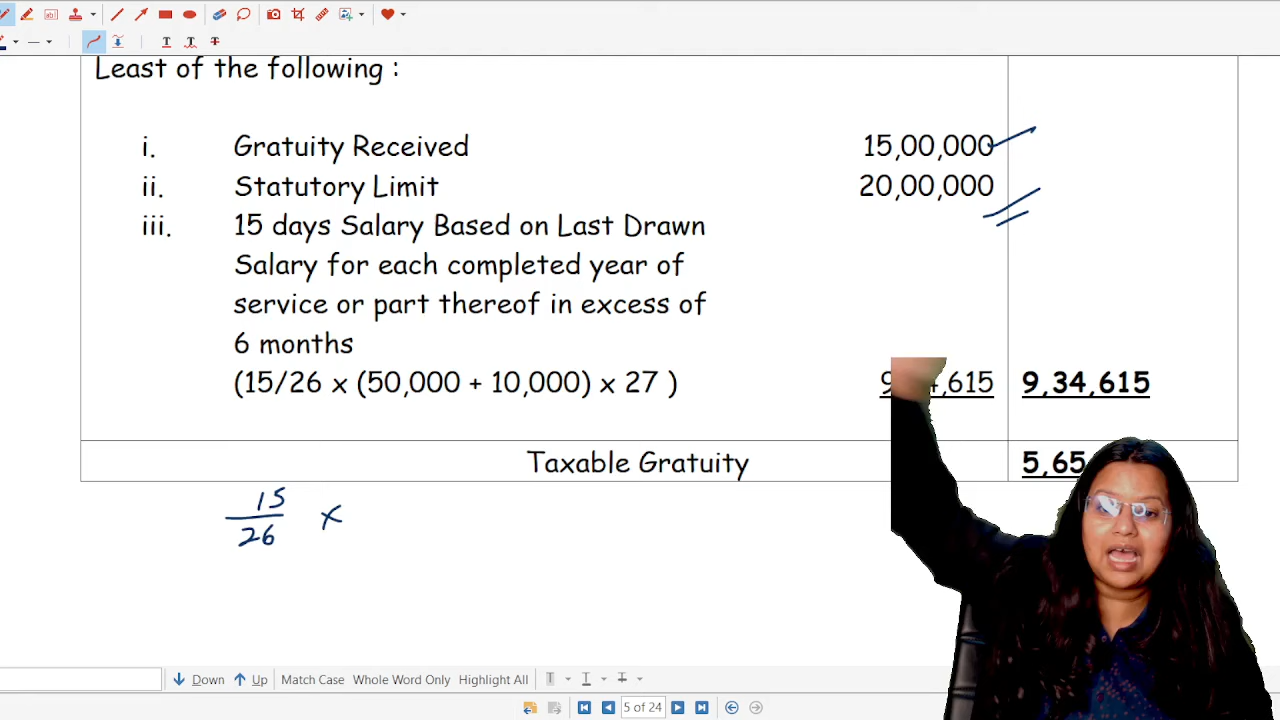 Least of the following :
i. Gratuity Received 15,00,000
ii. Statutory Limit 20,00,000
iii. 15 days Salary Based on Last Drawn
Salary for each completed year of
service or part thereof in excess of
6 months
(15/26 x (50,000 + 10,000) x 27 ) 9,34,615
Taxable Gratuity 5,65
15
26
x
Down Up Match Case Whole Word Only Highlight All
5 of 24